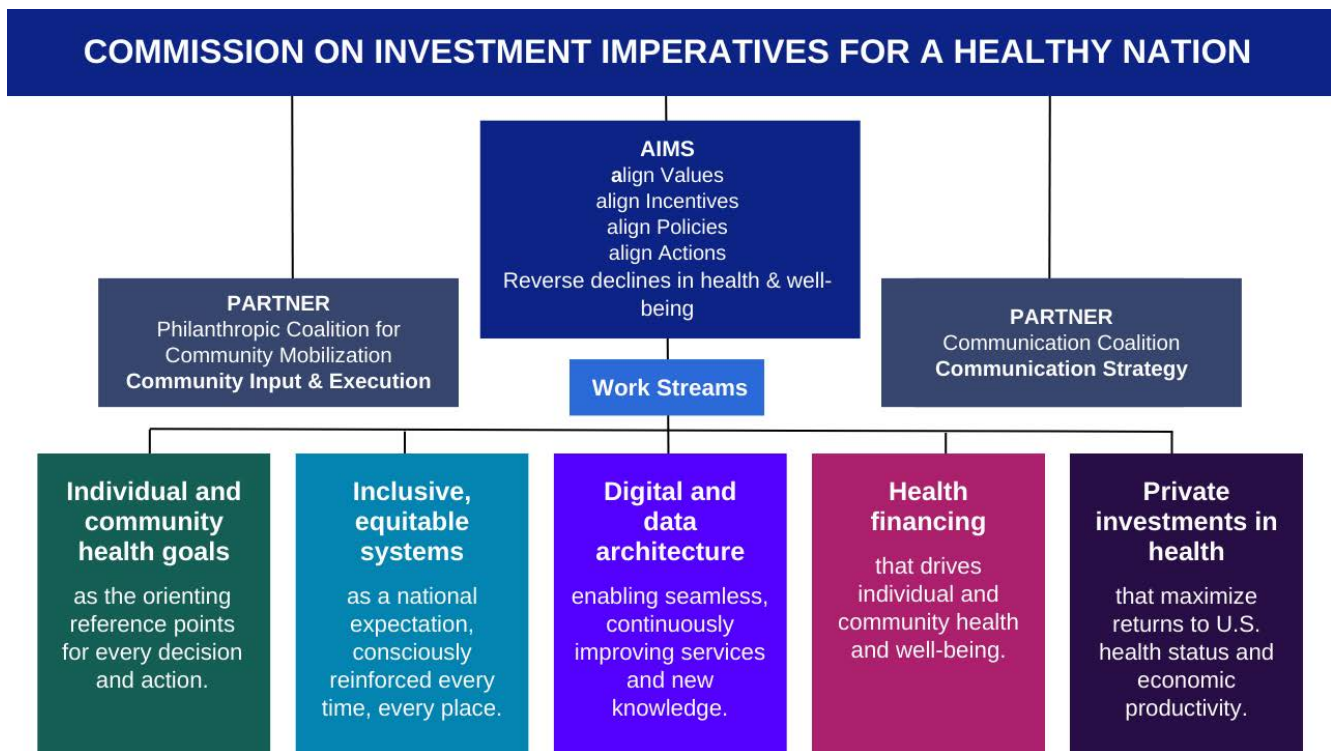 COMMISSION ON INVESTMENT IMPERATIVES FOR A HEALTHY NATION
AIMS
align Values
align Incentives
align Policies
align Actions
Reverse declines in health & well-
being
PARTNER
Philanthropic Coalition for
Community Mobilization
Community Input & Execution
PARTNER
Communication Coalition
Communication Strategy
Work Streams
Individual and
community
health goals
as the orienting
reference points
for every decision
and action.
Inclusive,
equitable
systems
as a national
expectation,
consciously
reinforced every
time, every place.
Digital and
data
architecture
enabling seamless,
continuously
improving services
and new
knowledge.
Health
financing
that drives
individual and
community health
and well-being.
Private
investments in
health
that maximize
returns to U.S.
health status and
economic
productivity.